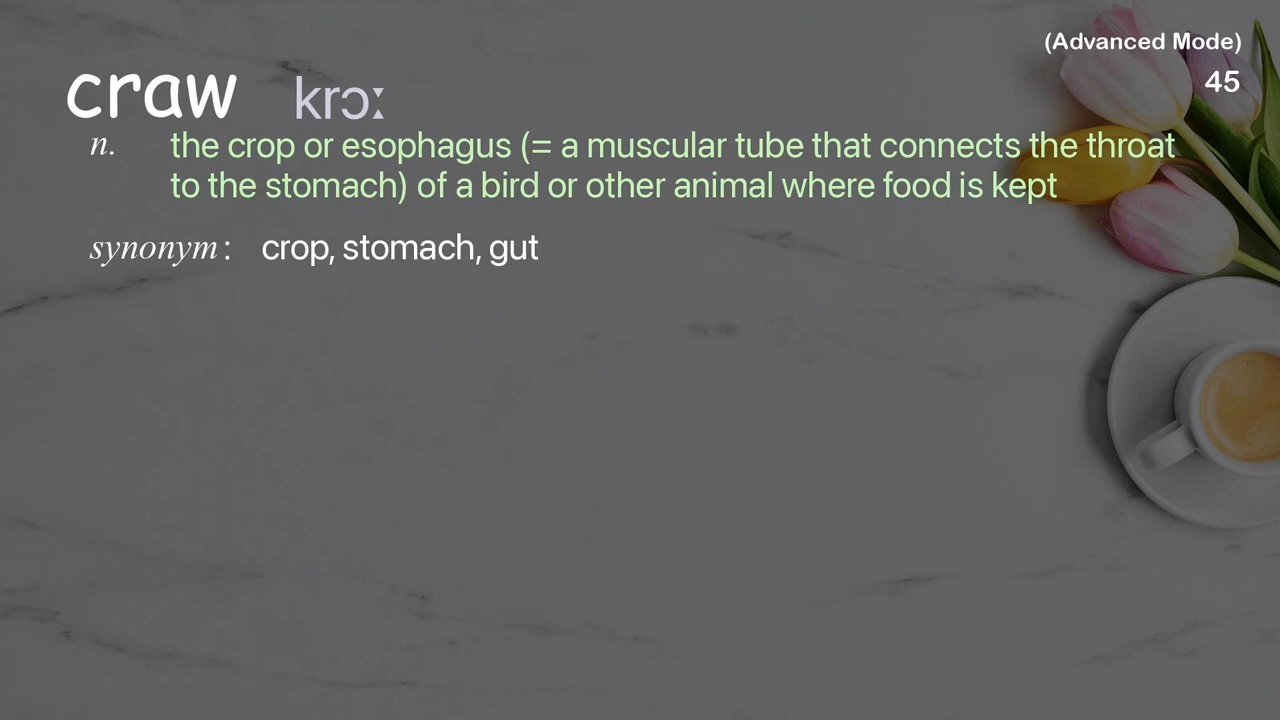 (Advanced Mode)
45
craw krɔː
n. the crop or esophagus (= a muscular tube that connects the throat
to the stomach) of a bird or other animal where food is kept
synonym: crop, stomach, gut